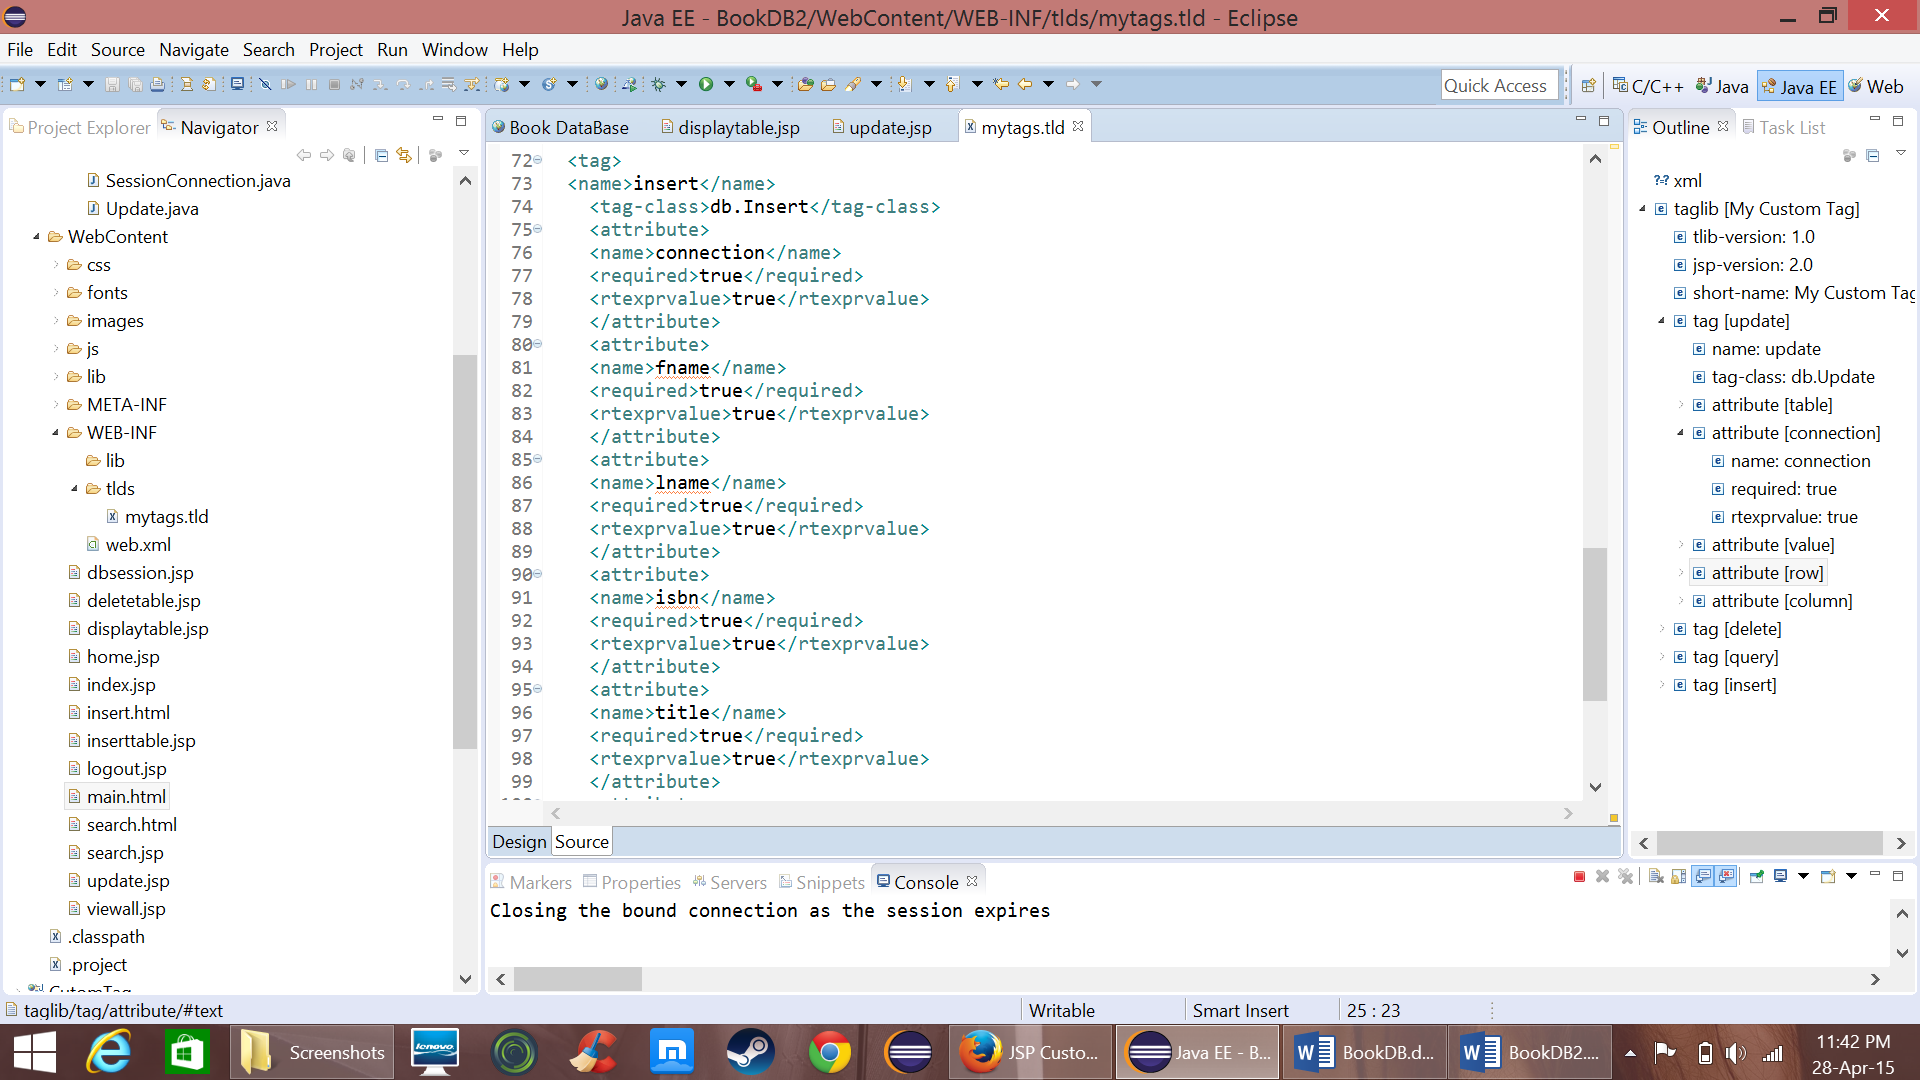 Java EE - BookDB2/WebContent/WEB-INF/tlds/mytags.tld - Eclipse
File Edit Source Navigate Search Project Run Window Help
Quick Access
C/C++ Java Java EE Web
Project Explorer Navigator
SessionConnection.java
Update.java
WebContent
css
fonts
images
js
lib
META-INF
WEB-INF
lib
tlds
mytags.tld
web.xml
dbsession.jsp
deletetable.jsp
displaytable.jsp
home.jsp
index.jsp
insert.html
inserttable.jsp
logout.jsp
main.html
search.html
search.jsp
update.jsp
viewall.jsp
.classpath
.project
Book DataBase displaytable.jsp update.jsp mytags.tld
72 <tag>
73 <name>insert</name>
74 <tag-class>db.Insert</tag-class>
75 <attribute>
76 <name>connection</name>
77 <required>true</required>
78 <rtexprvalue>true</rtexprvalue>
79 </attribute>
80 <attribute>
81 <name>fname</name>
82 <required>true</required>
83 <rtexprvalue>true</rtexprvalue>
84 </attribute>
85 <attribute>
86 <name>lname</name>
87 <required>true</required>
88 <rtexprvalue>true</rtexprvalue>
89 </attribute>
90 <attribute>
91 <name>isbn</name>
92 <required>true</required>
93 <rtexprvalue>true</rtexprvalue>
94 </attribute>
95 <attribute>
96 <name>title</name>
97 <required>true</required>
98 <rtexprvalue>true</rtexprvalue>
99 </attribute>
Design Source
Outline Task List
xml
taglib [My Custom Tag]
tlib-version: 1.0
jsp-version: 2.0
short-name: My Custom Tag
tag [update]
name: update
tag-class: db.Update
attribute [table]
attribute [connection]
name: connection
required: true
rtexprvalue: true
attribute [value]
attribute [row]
attribute [column]
tag [delete]
tag [query]
tag [insert]
Markers Properties Servers Snippets Console
Closing the bound connection as the session expires
taglib/tag/attribute/#text
Writable
Smart Insert
25 : 23
Screenshots
lenovo
JSP Custo...
Java EE - B...
BookDB.d...
BookDB2....
11:42 PM
28-Apr-15